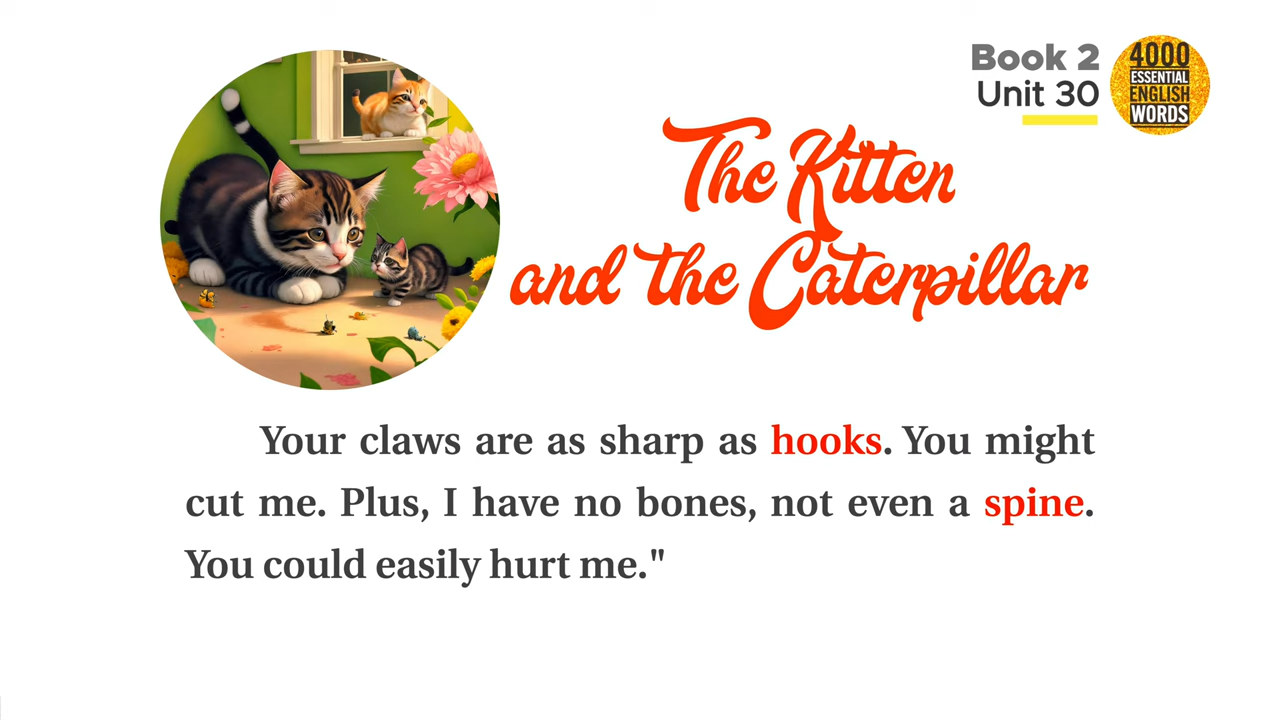 Book 2
Unit 30
4000
ESSENTIAL
ENGLISH
WORDS
The Kitten
and the Caterpillar
Your claws are as sharp as hooks. You might
cut me. Plus, I have no bones, not even a spine.
You could easily hurt me."